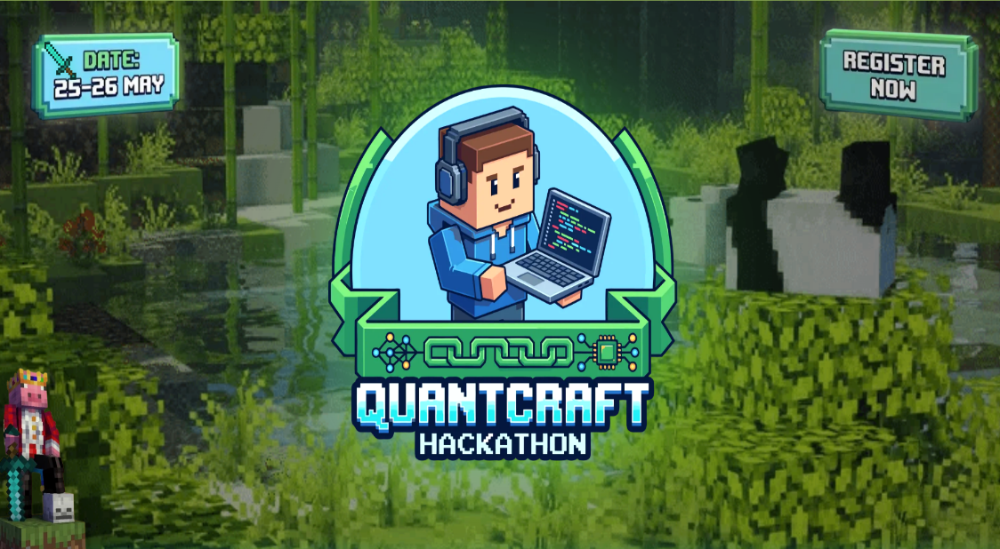 DATE:
25-26 MAY
REGISTER
NOW
QUANTCRAFT
HACKATHON